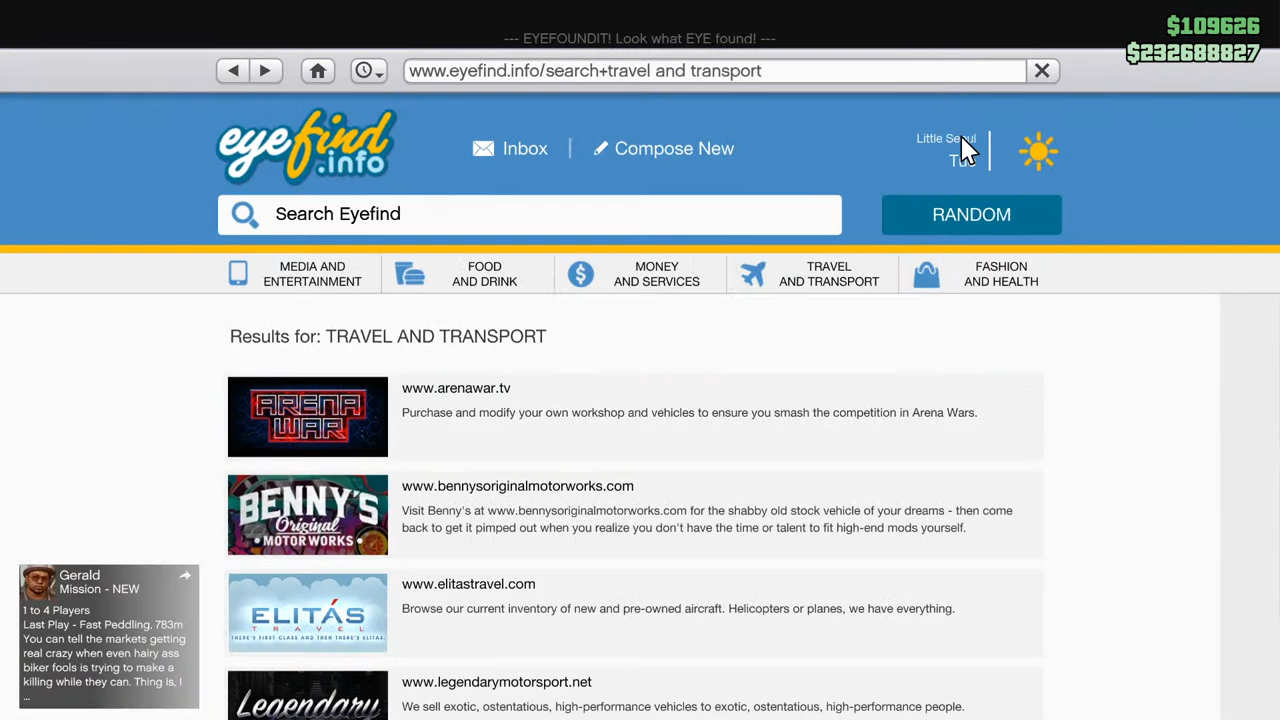 $109626
$232688827
--- EYEFOUNDIT! Look what EYE found! ---
www.eyefind.info/search+travel and transport
eyefind
.info
Inbox
Compose New
Little Seoul
Tue
Search Eyefind
RANDOM
MEDIA AND
ENTERTAINMENT
FOOD
AND DRINK
MONEY
AND SERVICES
TRAVEL
AND TRANSPORT
FASHION
AND HEALTH
Results for: TRAVEL AND TRANSPORT
ARENA
WAR
www.arenawar.tv
Purchase and modify your own workshop and vehicles to ensure you smash the competition in Arena Wars.
BENNY'S
Original
MOTOR WORKS
www.bennysoriginalmotorworks.com
Visit Benny's at www.bennysoriginalmotorworks.com for the shabby old stock vehicle of your dreams - then come
back to get it pimped out when you realize you don't have the time or talent to fit high-end mods yourself.
ELITÁS
TRAVEL
THERE'S FIRST CLASS AND THEN THERE'S ELITAS.
www.elitastravel.com
Browse our current inventory of new and pre-owned aircraft. Helicopters or planes, we have everything.
Legendary
www.legendarymotorsport.net
We sell exotic, ostentatious, high-performance vehicles to exotic, ostentatious, high-performance people.
Gerald
Mission - NEW
1 to 4 Players
Last Play - Fast Peddling, 783m
You can tell the markets getting
real crazy when even hairy ass
biker fools is trying to make a
killing while they can. Thing is, I
...